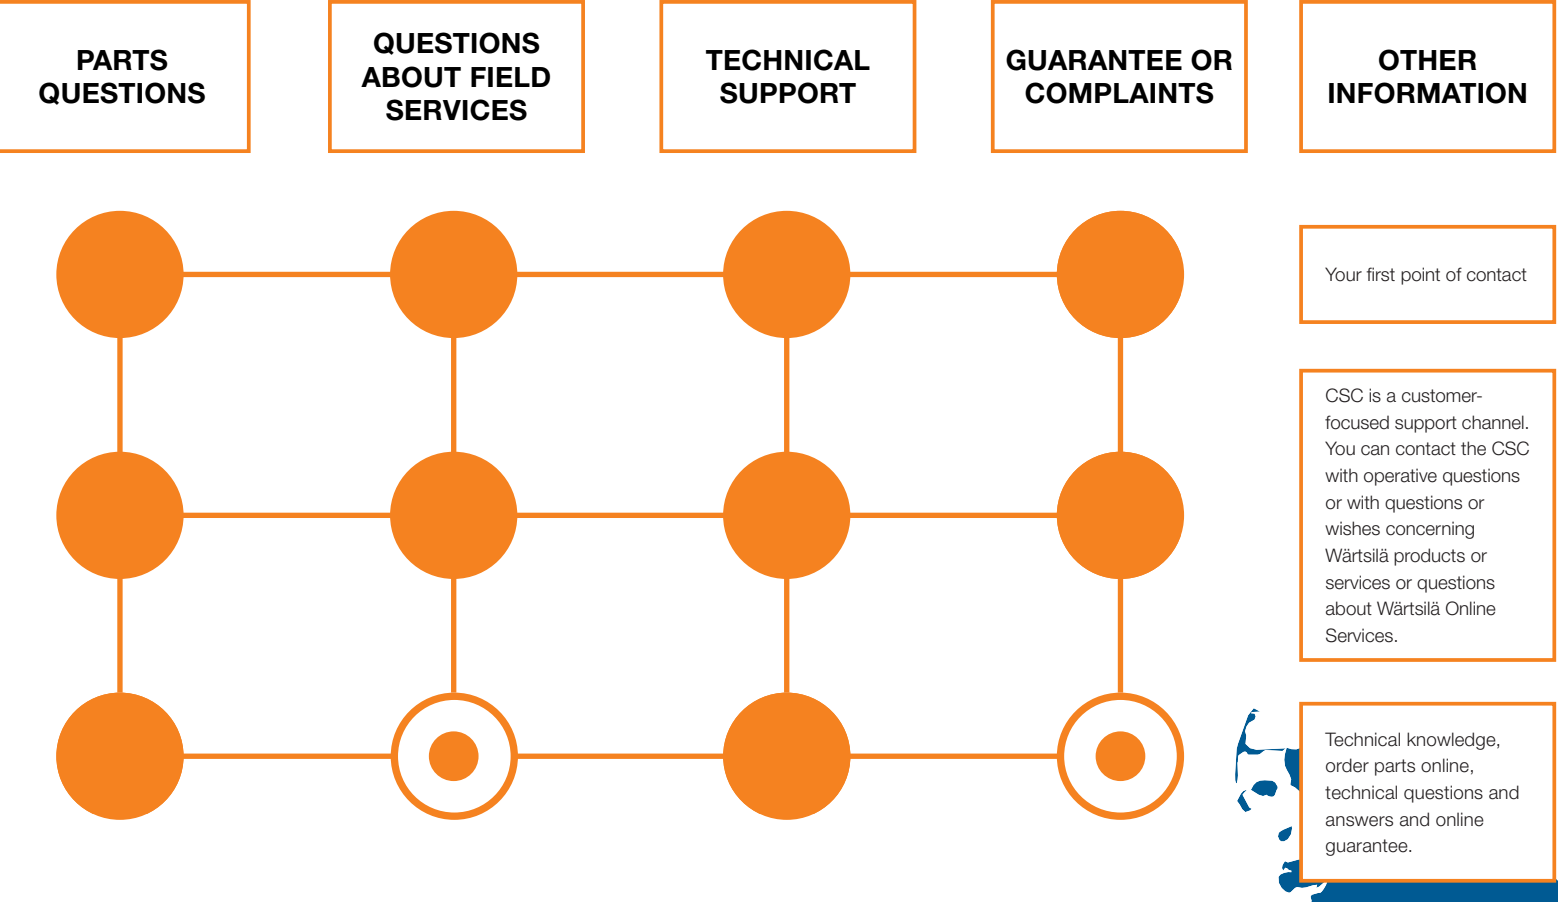 PARTS
QUESTIONS
QUESTIONS
ABOUT FIELD
SERVICES
TECHNICAL
SUPPORT
GUARANTEE OR
COMPLAINTS
OTHER
INFORMATION
Your first point of contact
CSC is a customer-
focused support channel.
You can contact the CSC
with operative questions
or with questions or
wishes concerning
Wärtsilä products or
services or questions
about Wärtsilä Online
Services.
Technical knowledge,
order parts online,
technical questions and
answers and online
guarantee.